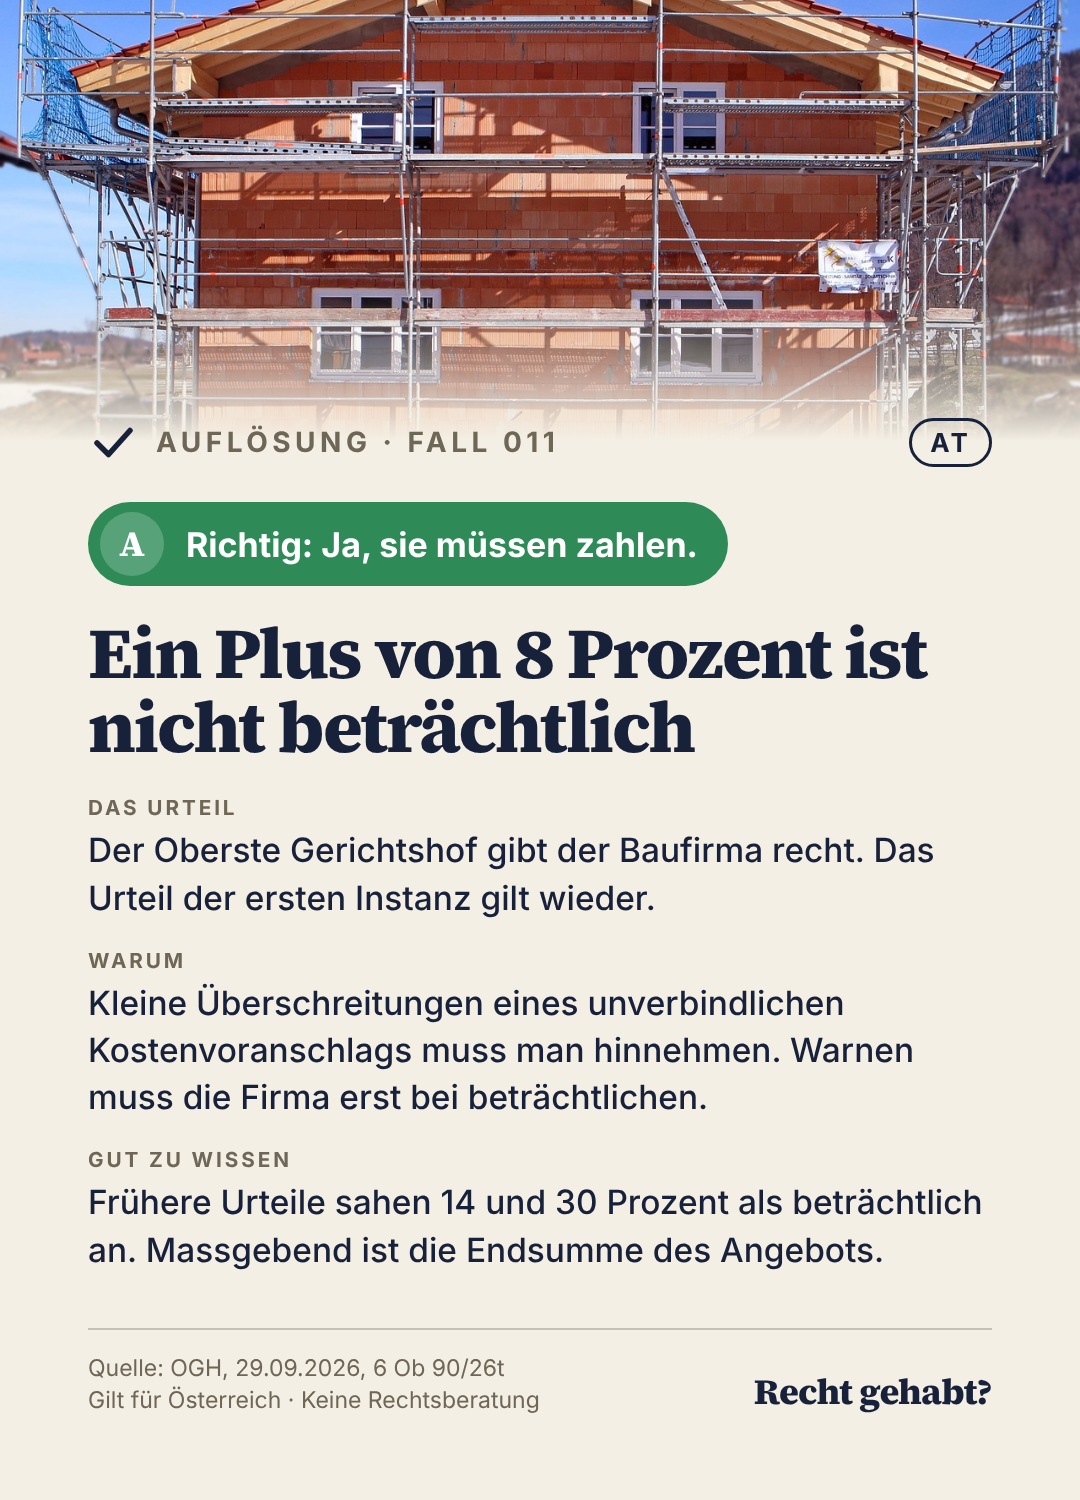 AUFLÖSUNG · FALL 011
AT
A
Richtig: Ja, sie müssen zahlen.
Ein Plus von 8 Prozent ist
nicht beträchtlich
DAS URTEIL
Der Oberste Gerichtshof gibt der Baufirma recht. Das
Urteil der ersten Instanz gilt wieder.
WARUM
Kleine Überschreitungen eines unverbindlichen
Kostenvoranschlags muss man hinnehmen. Warnen
muss die Firma erst bei beträchtlichen.
GUT ZU WISSEN
Frühere Urteile sahen 14 und 30 Prozent als beträchtlich
an. Massgebend ist die Endsumme des Angebots.
Quelle: OGH, 29.09.2026, 6 Ob 90/26t
Gilt für Österreich · Keine Rechtsberatung
Recht gehabt?